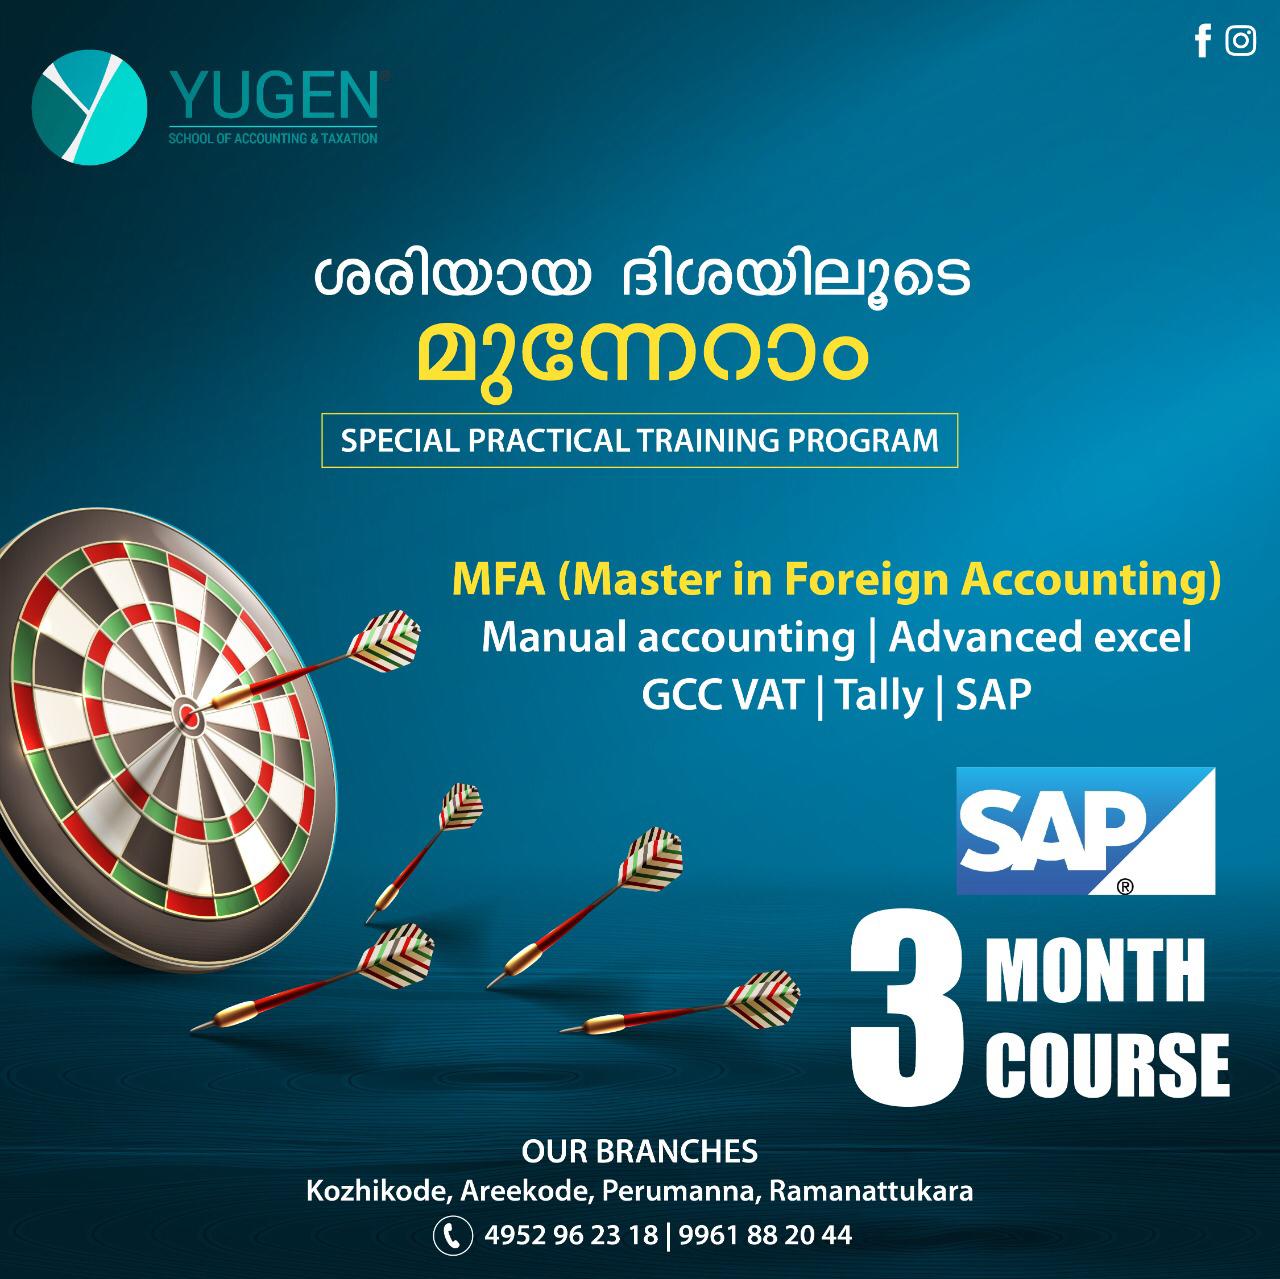 YUGEN
SCHOOL OF ACCOUNTING & TAXATION
ശരിയായ ദിശയിലൂടെ
മുന്നേറാം
SPECIAL PRACTICAL TRAINING PROGRAM
MFA (Master in Foreign Accounting)
Manual accounting | Advanced excel
GCC VAT | Tally | SAP
SAP®
3 MONTH
COURSE
OUR BRANCHES
Kozhikode, Areekode, Perumanna, Ramanattukara
4952 96 23 18 | 9961 88 20 44